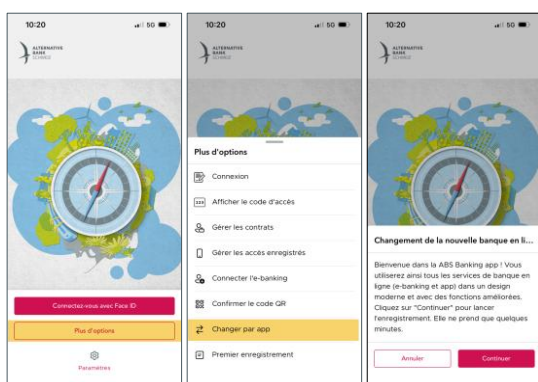 10:20
5G
ALTERNATIVE
BANK
SCHWEIZ
Connectez-vous avec Face ID
Plus d'options
Paramètres
10:20
5G
ALTERNATIVE
BANK
SCHWEIZ
Plus d'options
Connexion
Afficher le code d'accès
Gérer les contrats
Gérer les accès enregistrés
Connecter l'e-banking
Confirmer le code QR
Changer par app
Premier enregistrement
10:20
5G
ALTERNATIVE
BANK
SCHWEIZ
Changement de la nouvelle banque en li...
Bienvenue dans la ABS Banking app ! Vous
utiliserez ainsi tous les services de banque en
ligne (e-banking et app) dans un design
moderne et avec des fonctions améliorées.
Cliquez sur "Continuer" pour lancer
l'enregistrement. Elle ne prend que quelques
minutes.
Annuler
Continuer